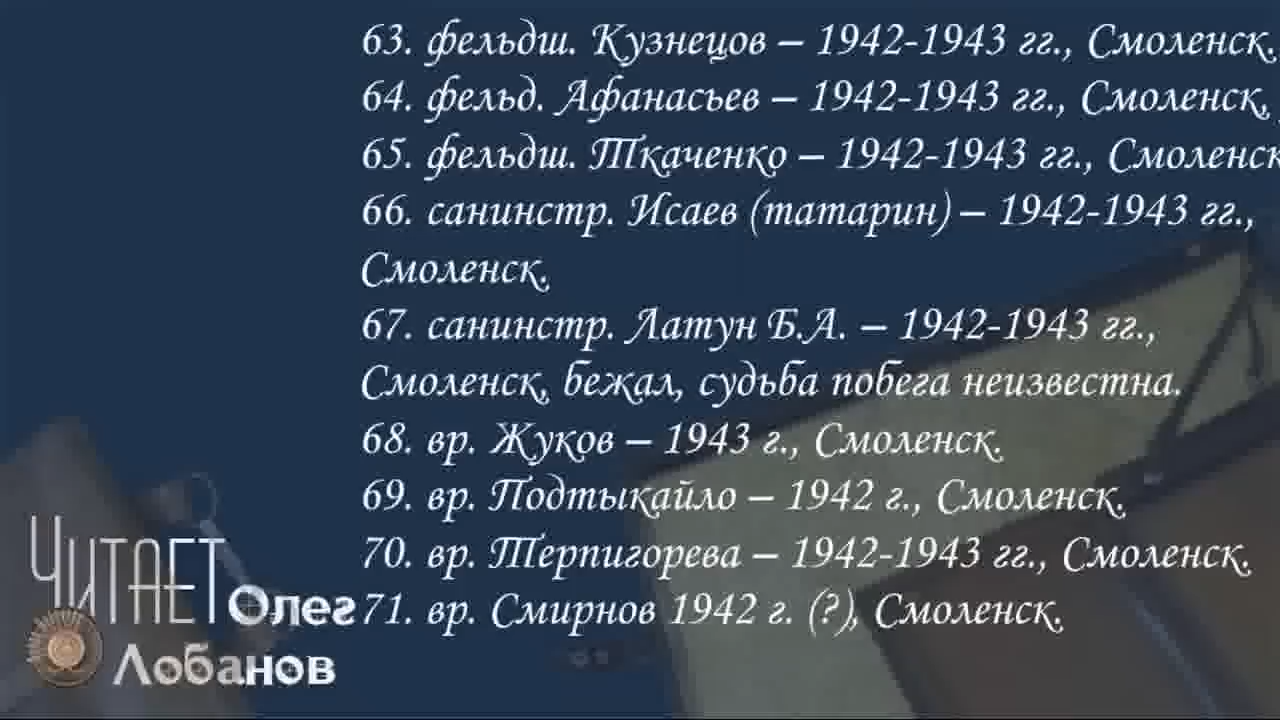 63. фельдш. Кузнецов – 1942-1943 гг., Смоленск.
64. фельд. Афанасьев – 1942-1943 гг., Смоленск,
65. фельдш. Ткаченко – 1942-1943 гг., Смоленск
66. санинстр. Исаев (татарин) – 1942-1943 гг.,
Смоленск.
67. санинстр. Латун Б.А. – 1942-1943 гг.,
Смоленск, бежал, судьба побега неизвестна.
68. вр. Жуков – 1943 г., Смоленск.
69. вр. Подтыкайло – 1942 г., Смоленск.
70. вр. Терпигорева – 1942-1943 гг., Смоленск.
71. вр. Смирнов 1942 г. (?), Смоленск.
Читает
Олег
Лобанов